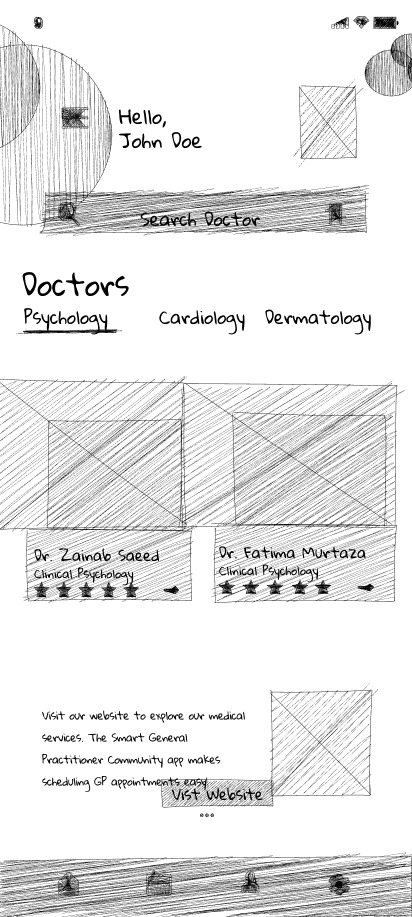 9
Hello,
John Doe
Search Doctor
Doctors
Psychology Cardiology Dermatology
Dr. Zainab Saeed
Clinical Psychology
Dr. Fatima Murtaza
Clinical Psychology
Visit our website to explore our medical
services. The Smart General
Practitioner Community app makes
scheduling GP appointments easy.
Vist Website